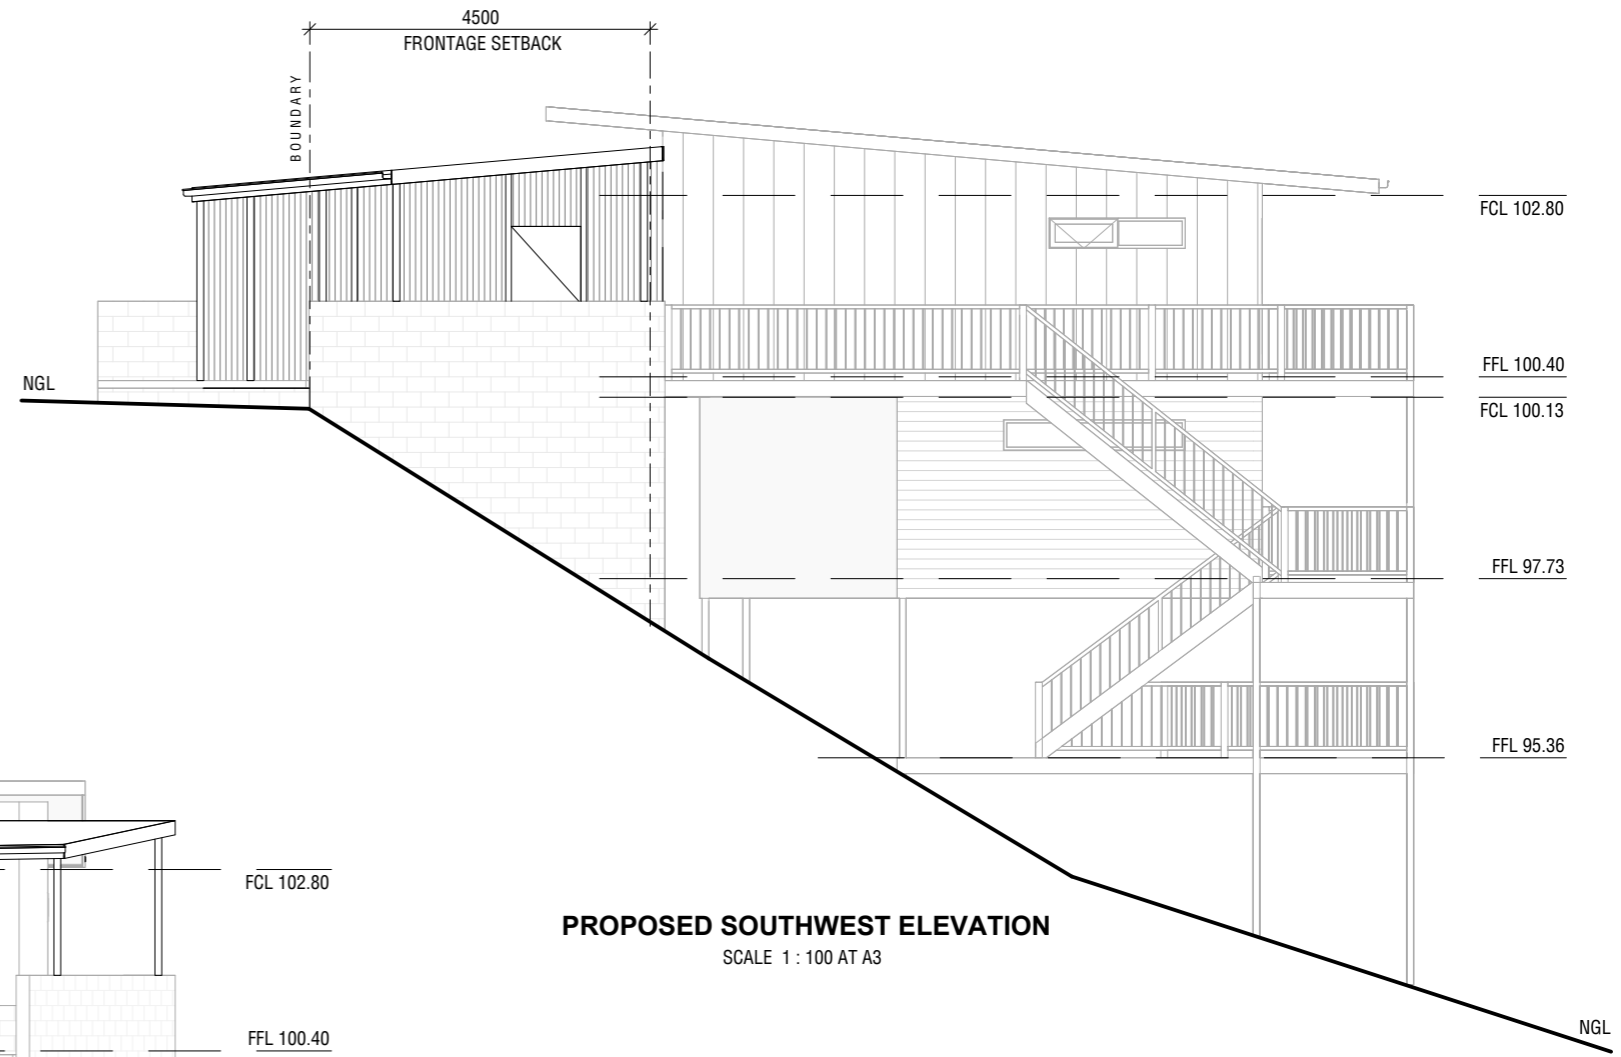 4500
FRONTAGE SETBACK
BOUNDARY
FCL 102.80
NGL
FFL 100.40
FCL 100.13
FFL 97.73
FFL 95.36
FCL 102.80
PROPOSED SOUTHWEST ELEVATION
SCALE 1 : 100 AT A3
NGL
FFL 100.40